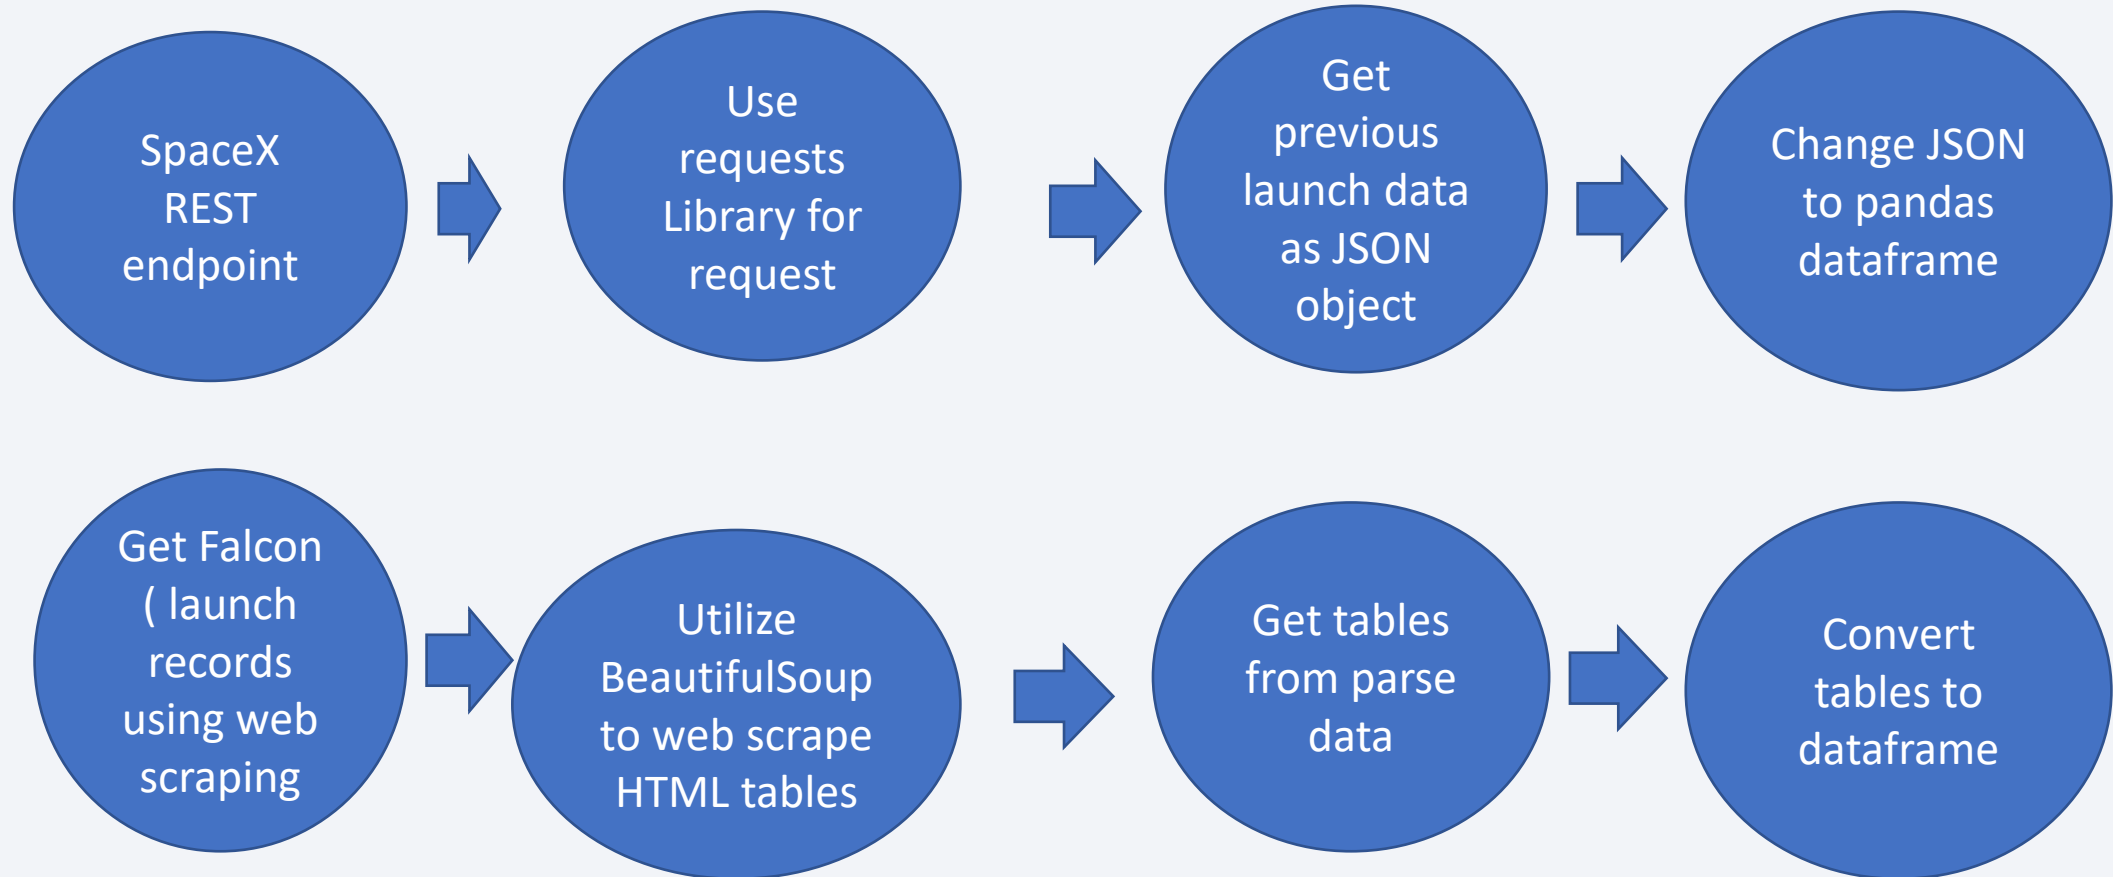 SpaceX
REST
endpoint
Use
requests
Library for
request
Get
previous
launch data
as JSON
object
Change JSON
to pandas
dataframe
Get Falcon
( launch
records
using web
scraping
Utilize
BeautifulSoup
to web scrape
HTML tables
Get tables
from parse
data
Convert
tables to
dataframe